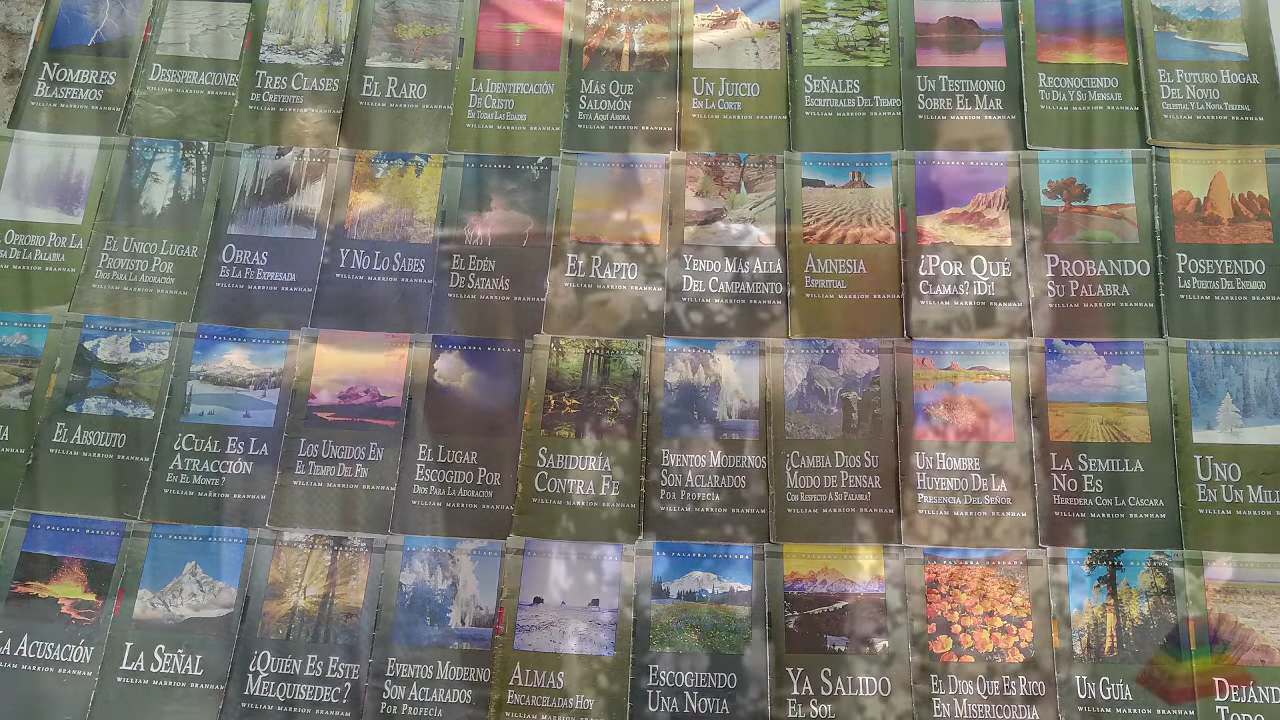 NOMBRES
BLASFEMOS
WILLIAM MARRION BRANHAM
DESESPERACIONES
WILLIAM MARRION BRANHAM
TRES CLASES
DE CREYENTES
WILLIAM MARRION BRANHAM
EL RARO
WILLIAM MARRION BRANHAM
LA IDENTIFICACIÓN
DE CRISTO
EN TODAS LAS EDADES
WILLIAM MARRION BRANHAM
MÁS QUE
SALOMÓN
ESTÁ AQUÍ AHORA
WILLIAM MARRION BRANHAM
UN JUICIO
EN LA CORTE
WILLIAM MARRION BRANHAM
SEÑALES
ESCRITURALES DEL TIEMPO
WILLIAM MARRION BRANHAM
UN TESTIMONIO
SOBRE EL MAR
WILLIAM MARRION BRANHAM
RECONOCIENDO
TU DÍA Y SU MENSAJE
WILLIAM MARRION BRANHAM
EL FUTURO HOGAR
DEL NOVIO
CELESTIAL Y LA NOVIA TERRENAL
WILLIAM MARRION BRANHAM
OPROBIO POR LA
SA DE LA PALABRA
WILLIAM MARRION BRANHAM
EL UNICO LUGAR
PROVISTO POR
DIOS PARA LA ADORACIÓN
WILLIAM MARRION BRANHAM
OBRAS
ES LA FE EXPRESADA
WILLIAM MARRION BRANHAM
Y NO LO SABES
WILLIAM MARRION BRANHAM
LA PALABRA HABLADA
EL EDÉN
DE SATANÁS
WILLIAM MARRION BRANHAM
LA PALABRA HABLADA
EL RAPTO
WILLIAM MARRION BRANHAM
LA PALABRA HABLADA
YENDO MÁS ALLÁ
DEL CAMPAMENTO
WILLIAM MARRION BRANHAM
LA PALABRA HABLADA
AMNESIA
ESPIRITUAL
WILLIAM MARRION BRANHAM
LA PALABRA HABLADA
¿POR QUÉ
CLAMAS? ¡DI!
WILLIAM MARRION BRANHAM
LA PALABRA HABLADA
PROBANDO
SU PALABRA
WILLIAM MARRION BRANHAM
LA PALABRA HABLADA
POSEYENDO
LAS PUERTAS DEL ENEMIGO
WILLIAM MARRION BRANHAM
LA PALABRA HABLADA
EL ABSOLUTO
WILLIAM MARRION BRANHAM
LA PALABRA HABLADA
¿CUÁL ES LA
ATRACCIÓN
EN EL MONTE?
WILLIAM MARRION BRANHAM
LA PALABRA HABLADA
LOS UNGIDOS EN
EL TIEMPO DEL FIN
WILLIAM MARRION BRANHAM
LA PALABRA HABLADA
EL LUGAR
ESCOGIDO POR
DIOS PARA LA ADORACIÓN
WILLIAM MARRION BRANHAM
SABIDURÍA
CONTRA FE
WILLIAM MARRION BRANHAM
LA PALABRA HABLADA
EVENTOS MODERNOS
SON ACLARADOS
POR PROFECÍA
WILLIAM MARRION BRANHAM
¿CAMBIA DIOS SU
MODO DE PENSAR
CON RESPECTO A SU PALABRA?
WILLIAM MARRION BRANHAM
LA PALABRA HABLADA
UN HOMBRE
HUYENDO DE LA
PRESENCIA DEL SEÑOR
WILLIAM MARRION BRANHAM
LA PALABRA HABLADA
LA SEMILLA
NO ES
HEREDERA CON LA CÁSCARA
WILLIAM MARRION BRANHAM
LA PALABRA HABLADA
UNO
EN UN MILL
WILLIAM MARRION BRANHAM
LA PALABRA HABLADA
LA ACUSACIÓN
WILLIAM MARRION BRANHAM
LA PALABRA HABLADA
LA SEÑAL
WILLIAM MARRION BRANHAM
¿QUIÉN ES ESTE
MELQUISEDEC?
WILLIAM MARRION BRANHAM
LA PALABRA HABLADA
EVENTOS MODERNO
SON ACLARADOS
POR PROFECÍA
LA PALABRA HABLADA
ALMAS
ENCARCELADAS HOY
WILLIAM MARRION BRANHAM
LA PALABRA HABLADA
ESCOGIENDO
UNA NOVIA
LA PALABRA HABLADA
YA SALIDO
EL SOL
LA PALABRA HABLADA
EL DIOS QUE ES RICO
EN MISERICORDIA
LA PALABRA HABLADA
UN GUÍA
WILLIAM MARRION BRANHAM
DEJÁND